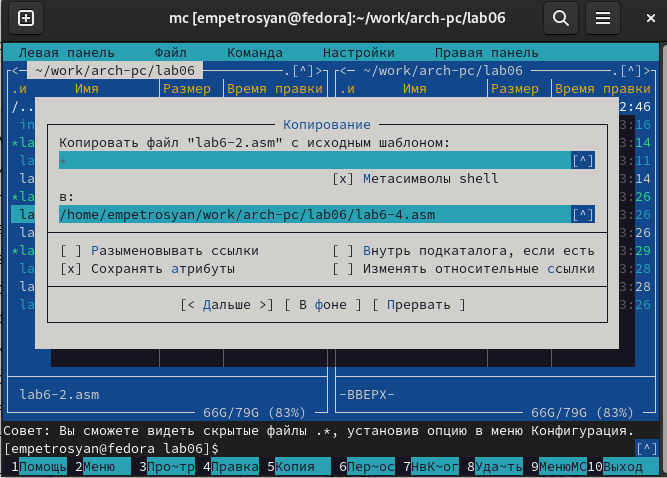 mc [empetrosyan@fedora]:~/work/arch-pc/lab06
Левая панель Файл Команда Настройки Правая панель
<─ ~/work/arch-pc/lab06 ─.[^]> <─ ~/work/arch-pc/lab06 ─.[^]>
.и Имя Размер Время правки .и Имя Размер Время правки
/.. 2:46
in 3:16
*la 3:14
la 3:11
la 3:14
*la 3:26
la 3:26
la 3:26
*la 3:29
la 3:28
la 3:28
la 3:26
Копирование
Копировать файл "lab6-2.asm" с исходным шаблоном:
* [^]
[x] Метасимволы shell
в:
/home/empetrosyan/work/arch-pc/lab06/lab6-4.asm [^]
[ ] Разыменовывать ссылки [ ] Внутрь подкаталога, если есть
[x] Сохранять атрибуты [ ] Изменять относительные ссылки
[< Дальше >] [ В фоне ] [ Прервать ]
lab6-2.asm -ВВЕРХ-
66G/79G (83%) 66G/79G (83%)
Совет: Вы сможете видеть скрытые файлы .*, установив опцию в меню Конфигурация.
[empetrosyan@fedora lab06]$ [^]
1Помощь 2Меню 3Про~тр 4Правка 5Копия 6Пер~ос 7НвК~ог 8Уда~ть 9МенюMC 10Выход